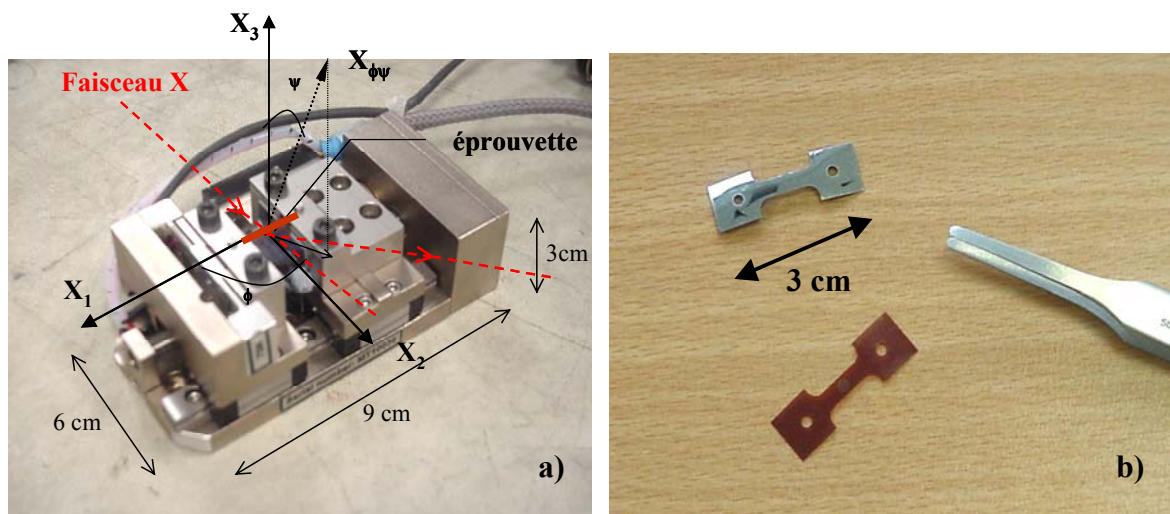 X3
ψ
Xϕψ
Faisceau X
éprouvette
3cm
X1
ϕ
X2
6 cm
9 cm
a)
3 cm
b)